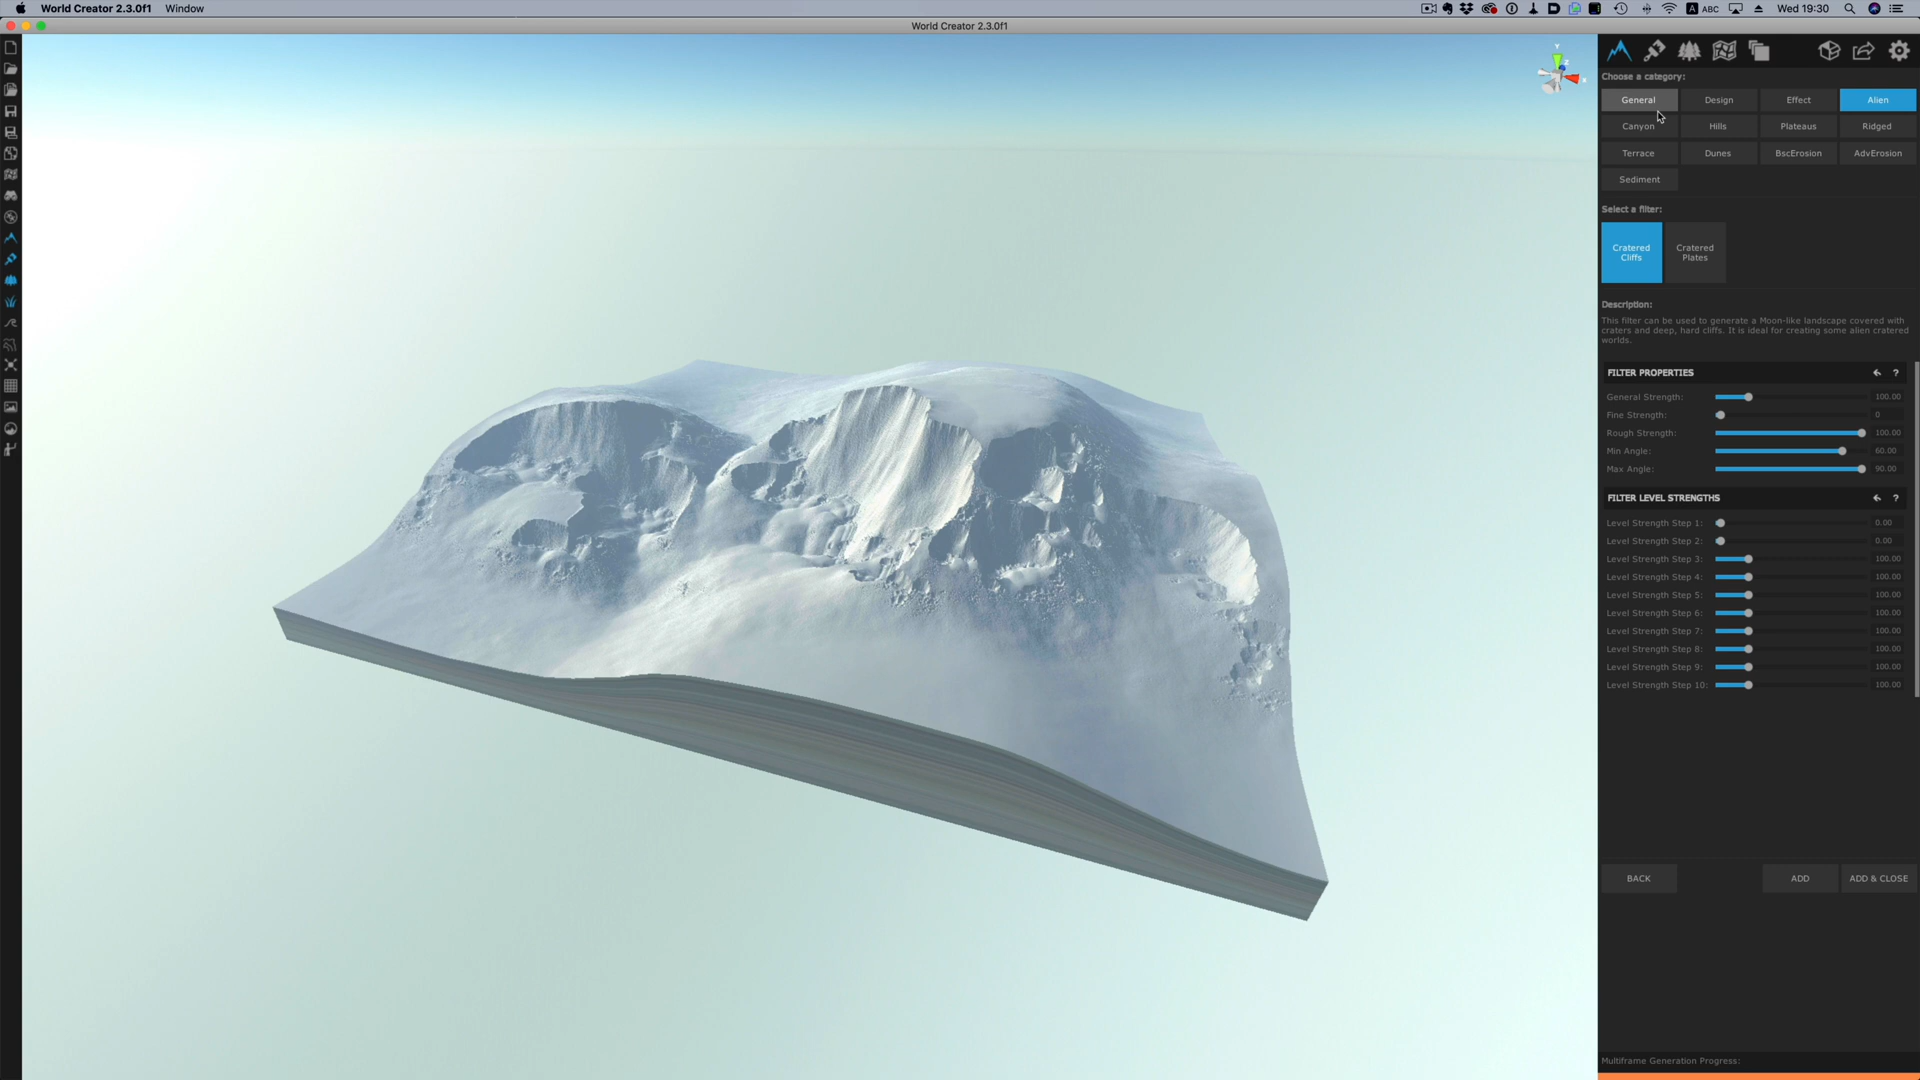 World Creator 2.3.0f1 Window
A ABC Wed 19:30
World Creator 2.3.0f1
Y
Z
X
Choose a category:
General Design Effect Alien
Canyon Hills Plateaus Ridged
Terrace Dunes BscErosion AdvErosion
Sediment
Select a filter:
Cratered Cliffs
Cratered Plates
Description:
This filter can be used to generate a Moon-like landscape covered with
craters and deep, hard cliffs. It is ideal for creating some alien cratered
worlds.
FILTER PROPERTIES ?
General Strength: 100.00
Fine Strength: 0
Rough Strength: 100.00
Min Angle: 60.00
Max Angle: 90.00
FILTER LEVEL STRENGTHS ?
Level Strength Step 1: 0.00
Level Strength Step 2: 0.00
Level Strength Step 3: 100.00
Level Strength Step 4: 100.00
Level Strength Step 5: 100.00
Level Strength Step 6: 100.00
Level Strength Step 7: 100.00
Level Strength Step 8: 100.00
Level Strength Step 9: 100.00
Level Strength Step 10: 100.00
BACK ADD ADD & CLOSE
Multiframe Generation Progress: